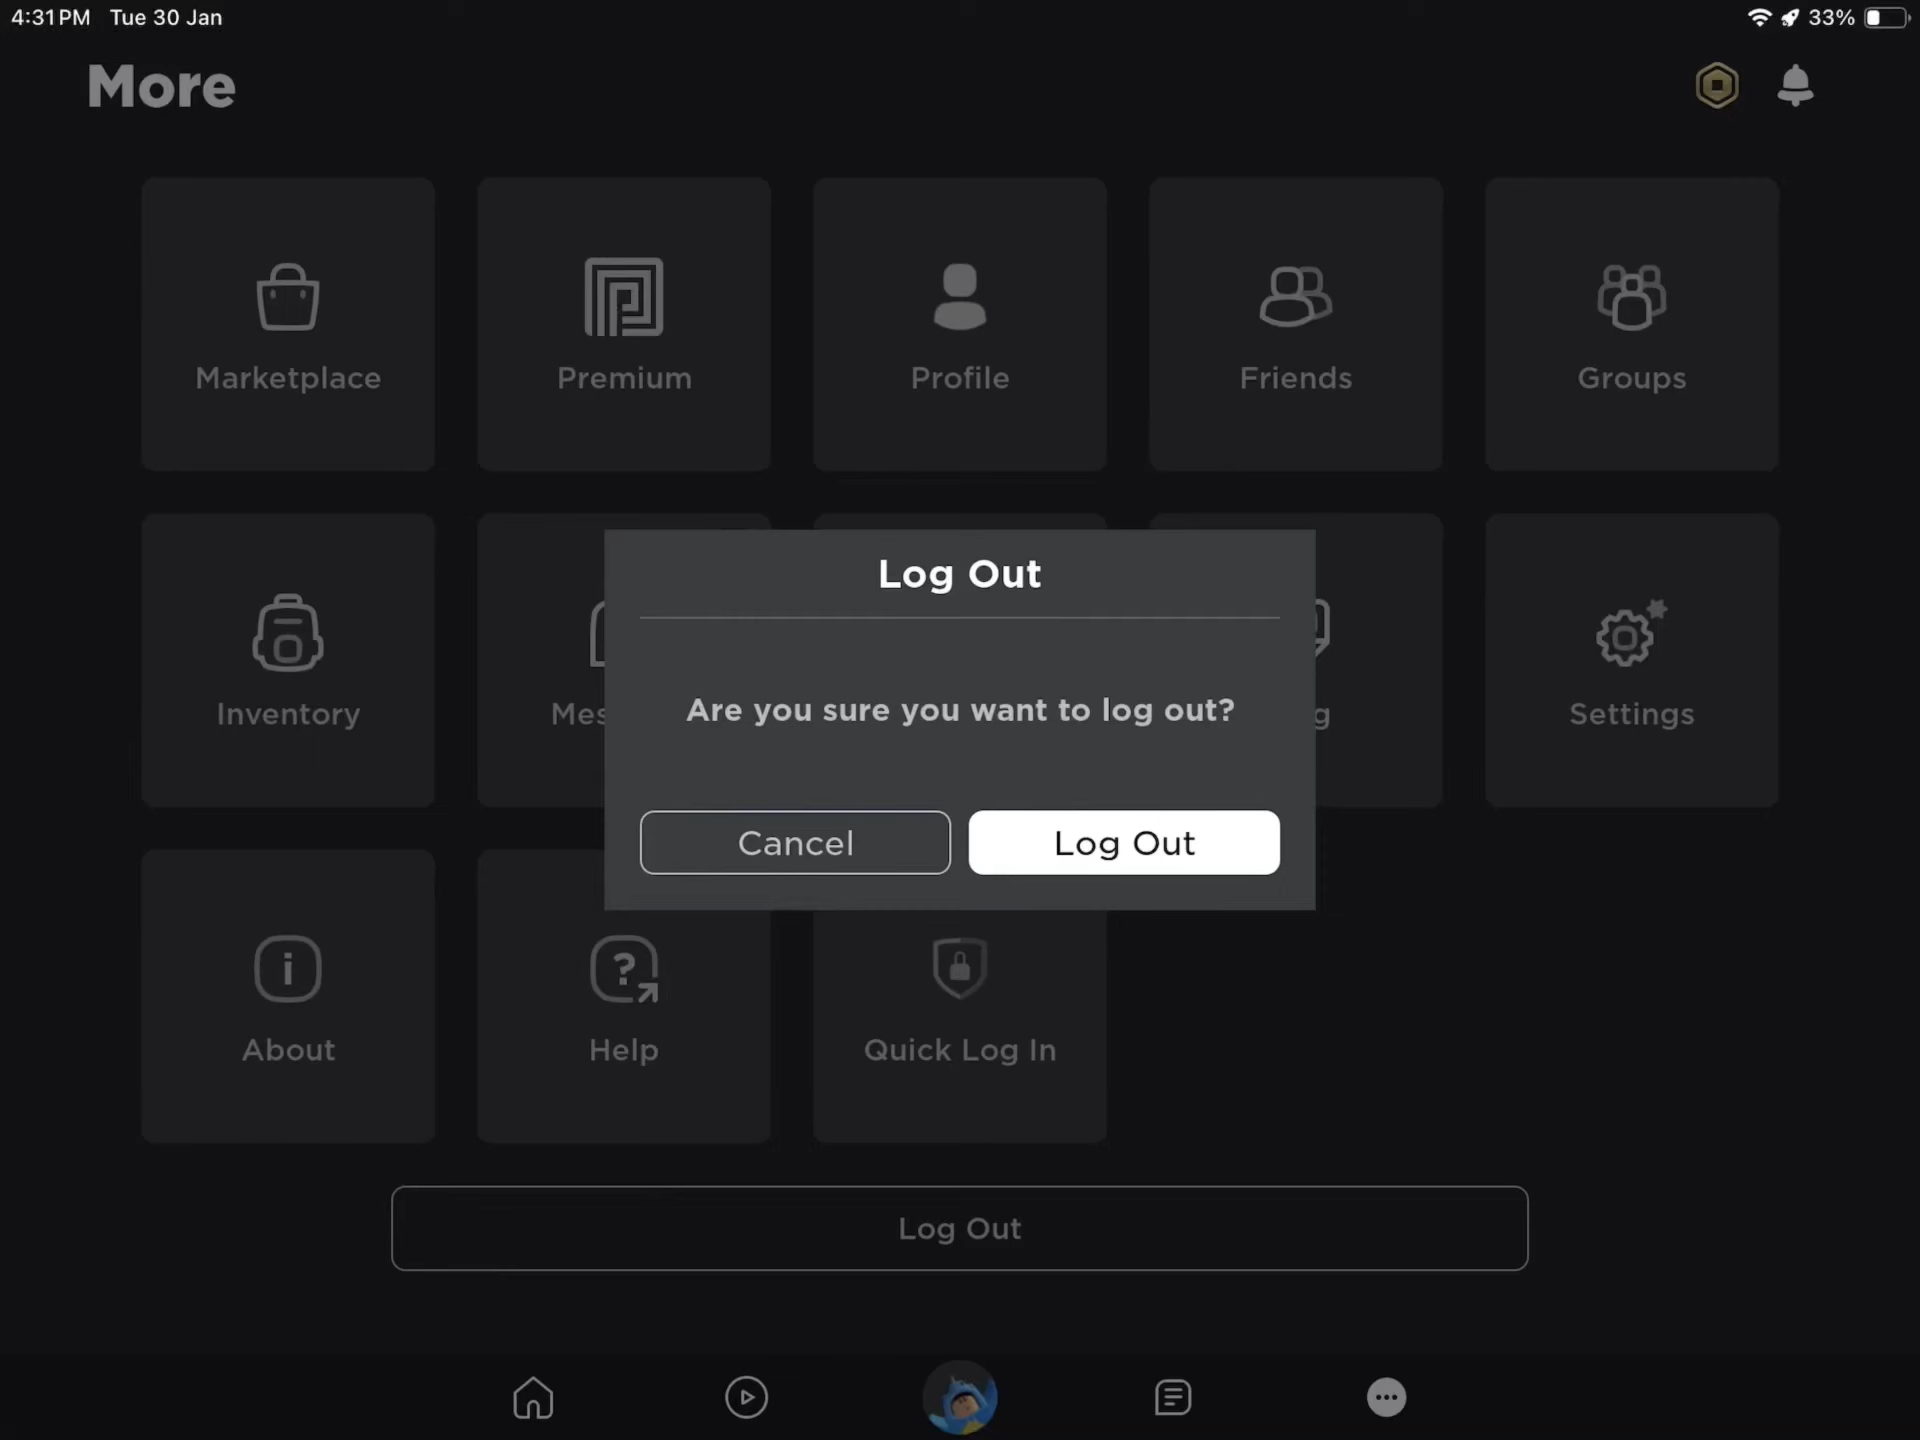 4:31 PM Tue 30 Jan 33%
More
Marketplace Premium Profile Friends Groups
Log Out
Are you sure you want to log out?
Inventory Mes g Settings
Cancel Log Out
About Help Quick Log In
Log Out